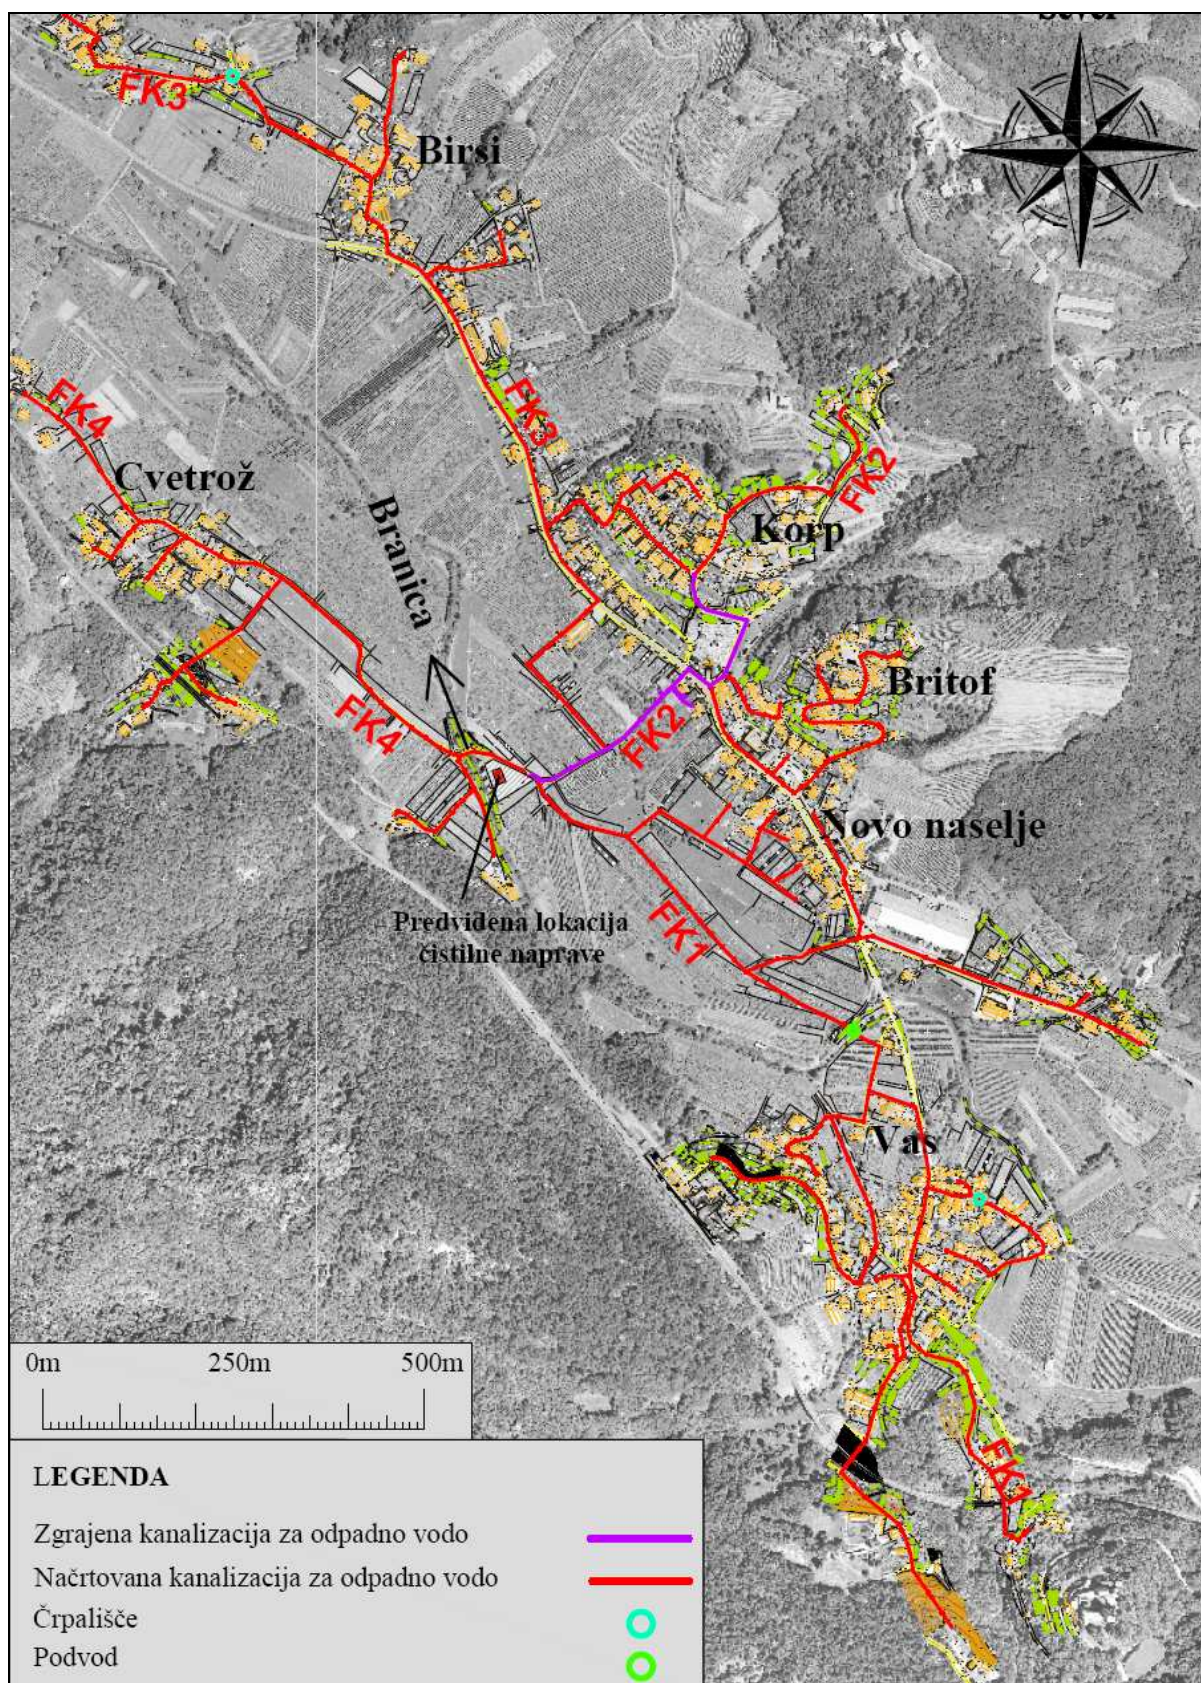 sever
FK3
Birsi
FK4
FK3
Cvetrož
FK2
Korp
Branica
Britof
FK4
FK2
Novo naselje
Predvidena lokacija
čistilne naprave
FK1
Vas
0m 250m 500m
FK1
LEGENDA
Zgrajena kanalizacija za odpadno vodo
Načrtovana kanalizacija za odpadno vodo
Črpališče
Podvod